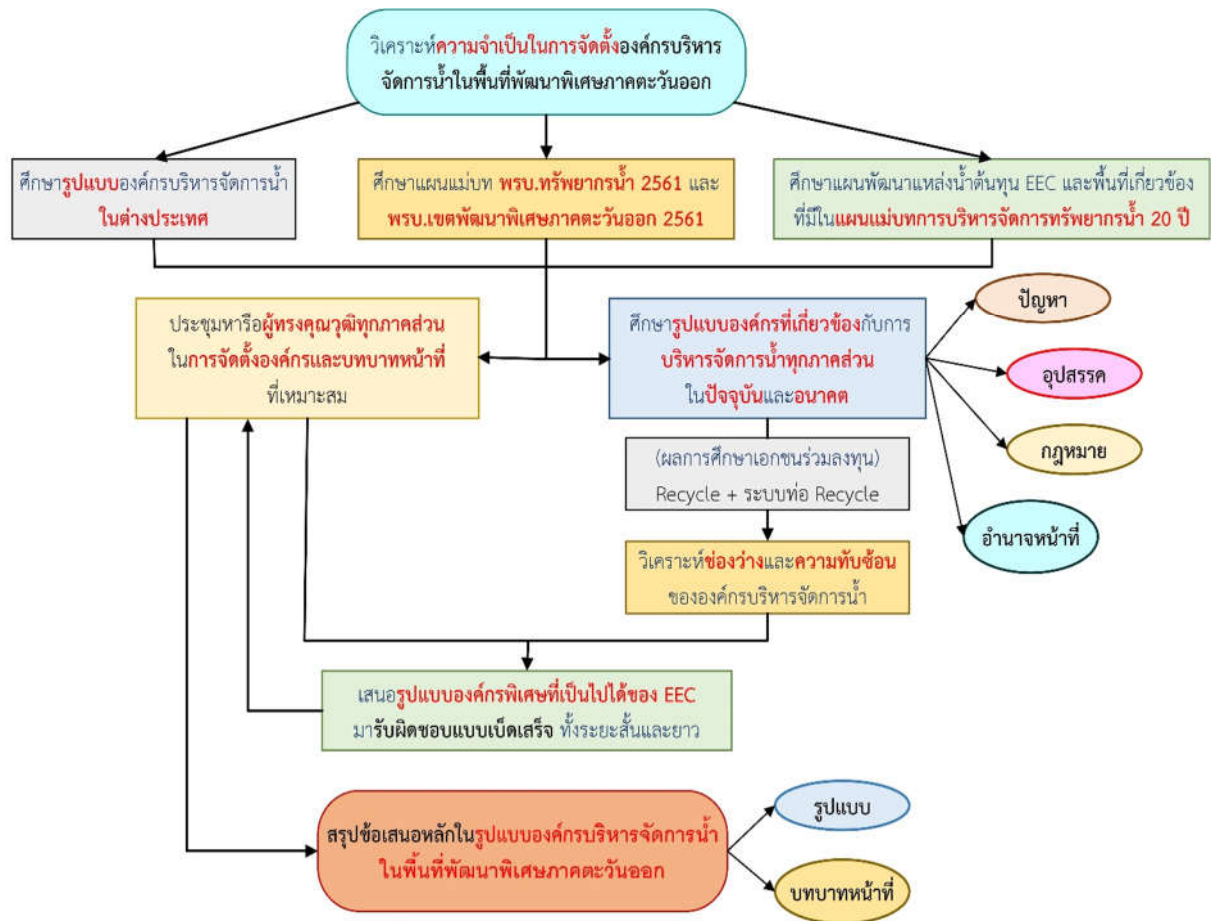 วิเคราะห์ความจำเป็นในการจัดตั้งองค์กรบริหาร
จัดการน้ำในพื้นที่พัฒนาพิเศษภาคตะวันออก
ศึกษารูปแบบองค์กรบริหารจัดการน้ำ
ในต่างประเทศ
ศึกษาแผนแม่บท พรบ.ทรัพยากรน้ำ 2561 และ
พรบ.เขตพัฒนาพิเศษภาคตะวันออก 2561
ศึกษาแผนพัฒนาแหล่งน้ำต้นทุน EEC และพื้นที่เกี่ยวข้อง
ที่มีในแผนแม่บทการบริหารจัดการทรัพยากรน้ำ 20 ปี
ประชุมหารือผู้ทรงคุณวุฒิทุกภาคส่วน
ในการจัดตั้งองค์กรและบทบาทหน้าที่
ที่เหมาะสม
ศึกษารูปแบบองค์กรที่เกี่ยวข้องกับการ
บริหารจัดการน้ำทุกภาคส่วน
ในปัจจุบันและอนาคต
ปัญหา
อุปสรรค
กฎหมาย
อำนาจหน้าที่
(ผลการศึกษาเอกชนร่วมลงทุน)
Recycle + ระบบท่อ Recycle
วิเคราะห์ช่องว่างและความทับซ้อน
ขององค์กรบริหารจัดการน้ำ
เสนอรูปแบบองค์กรพิเศษที่เป็นไปได้ของ EEC
มารับผิดชอบแบบเบ็ดเสร็จ ทั้งระยะสั้นและยาว
สรุปข้อเสนอหลักในรูปแบบองค์กรบริหารจัดการน้ำ
ในพื้นที่พัฒนาพิเศษภาคตะวันออก
รูปแบบ
บทบาทหน้าที่